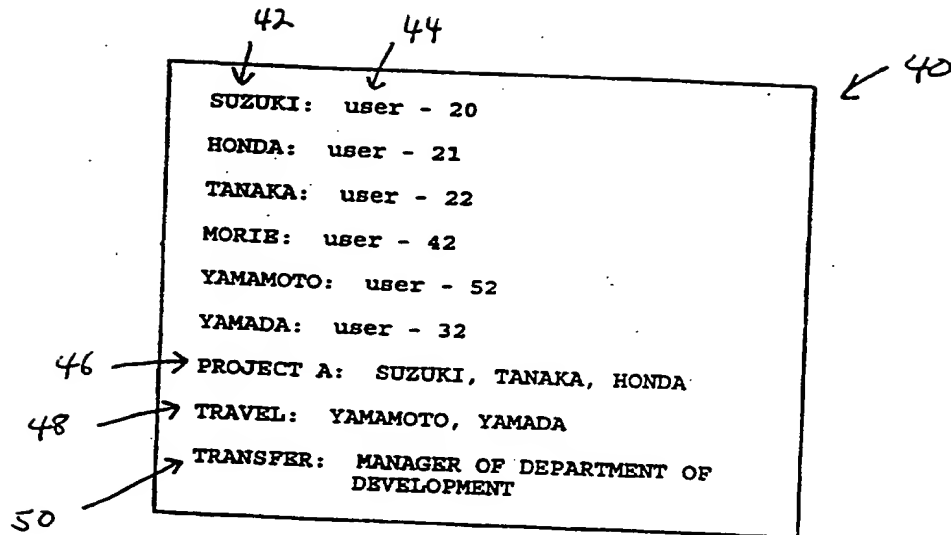 42 44
40
SUZUKI: user - 20
HONDA: user - 21
TANAKA: user - 22
MORIE: user - 42
YAMAMOTO: user - 52
YAMADA: user - 32
46 PROJECT A: SUZUKI, TANAKA, HONDA
48 TRAVEL: YAMAMOTO, YAMADA
50 TRANSFER: MANAGER OF DEPARTMENT OF
DEVELOPMENT